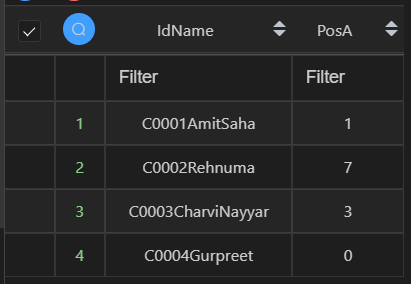 IdName PosA
Filter Filter
1 C0001AmitSaha 1
2 C0002Rehnuma 7
3 C0003CharviNayyar 3
4 C0004Gurpreet 0